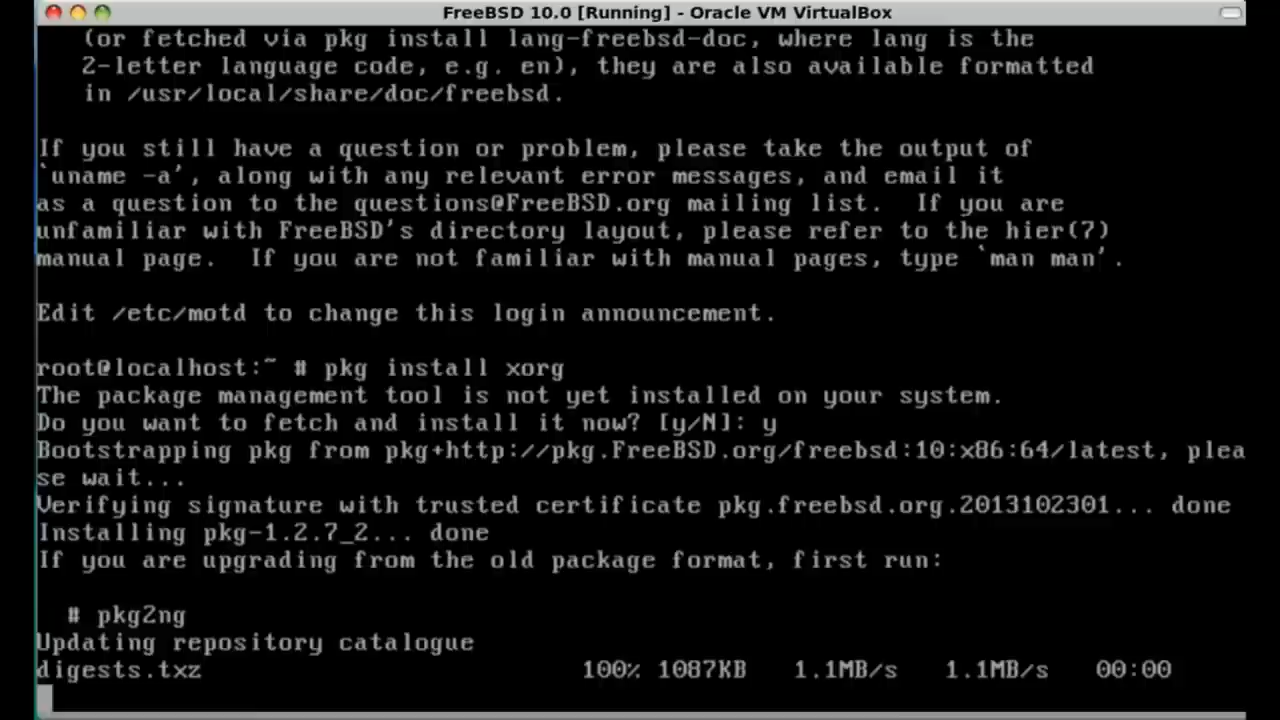 FreeBSD 10.0 [Running] - Oracle VM VirtualBox
(or fetched via pkg install lang-freebsd-doc, where lang is the
2-letter language code, e.g. en), they are also available formatted
in /usr/local/share/doc/freebsd.
If you still have a question or problem, please take the output of
`uname -a', along with any relevant error messages, and email it
as a question to the questions@FreeBSD.org mailing list.  If you are
unfamiliar with FreeBSD's directory layout, please refer to the hier(7)
manual page.  If you are not familiar with manual pages, type `man man'.
Edit /etc/motd to change this login announcement.
root@localhost:~ # pkg install xorg
The package management tool is not yet installed on your system.
Do you want to fetch and install it now? [y/N]: y
Bootstrapping pkg from pkg+http://pkg.FreeBSD.org/freebsd:10:x86:64/latest, plea
se wait...
Verifying signature with trusted certificate pkg.freebsd.org.2013102301... done
Installing pkg-1.2.7_2... done
If you are upgrading from the old package format, first run:
# pkg2ng
Updating repository catalogue
digests.txz 100% 1087KB 1.1MB/s 1.1MB/s 00:00